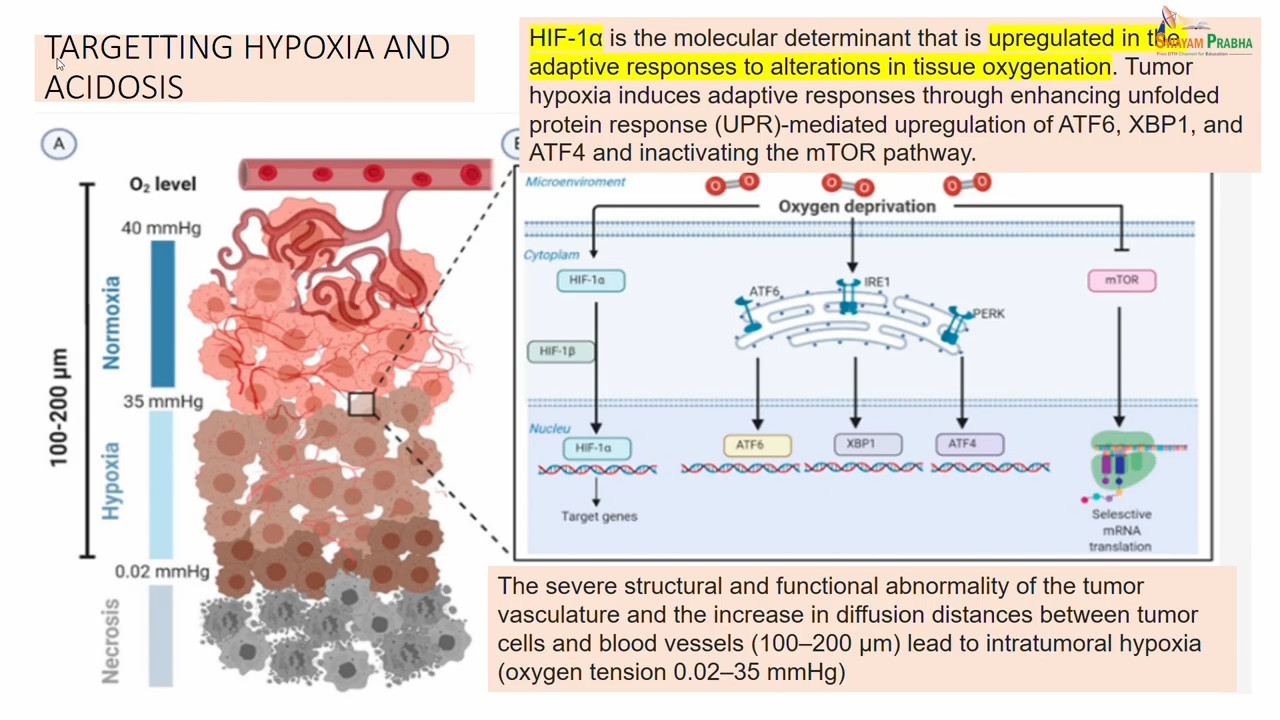 TARGETTING HYPOXIA AND
ACIDOSIS
HIF-1α is the molecular determinant that is upregulated in the
adaptive responses to alterations in tissue oxygenation. Tumor
hypoxia induces adaptive responses through enhancing unfolded
protein response (UPR)-mediated upregulation of ATF6, XBP1, and
ATF4 and inactivating the mTOR pathway.
SWAYAM PRABHA
A
O₂ level
40 mmHg
Normoxia
35 mmHg
100-200 μm
Hypoxia
0.02 mmHg
Necrosis
Microenviroment
O O
O O
O O
Oxygen deprivation
Cytoplam
HIF-1α
ATF6
IRE1
PERK
mTOR
HIF-1β
Nucleu
HIF-1α
ATF6
XBP1
ATF4
Target genes
Selesctive
mRNA
translation
The severe structural and functional abnormality of the tumor
vasculature and the increase in diffusion distances between tumor
cells and blood vessels (100–200 μm) lead to intratumoral hypoxia
(oxygen tension 0.02–35 mmHg)